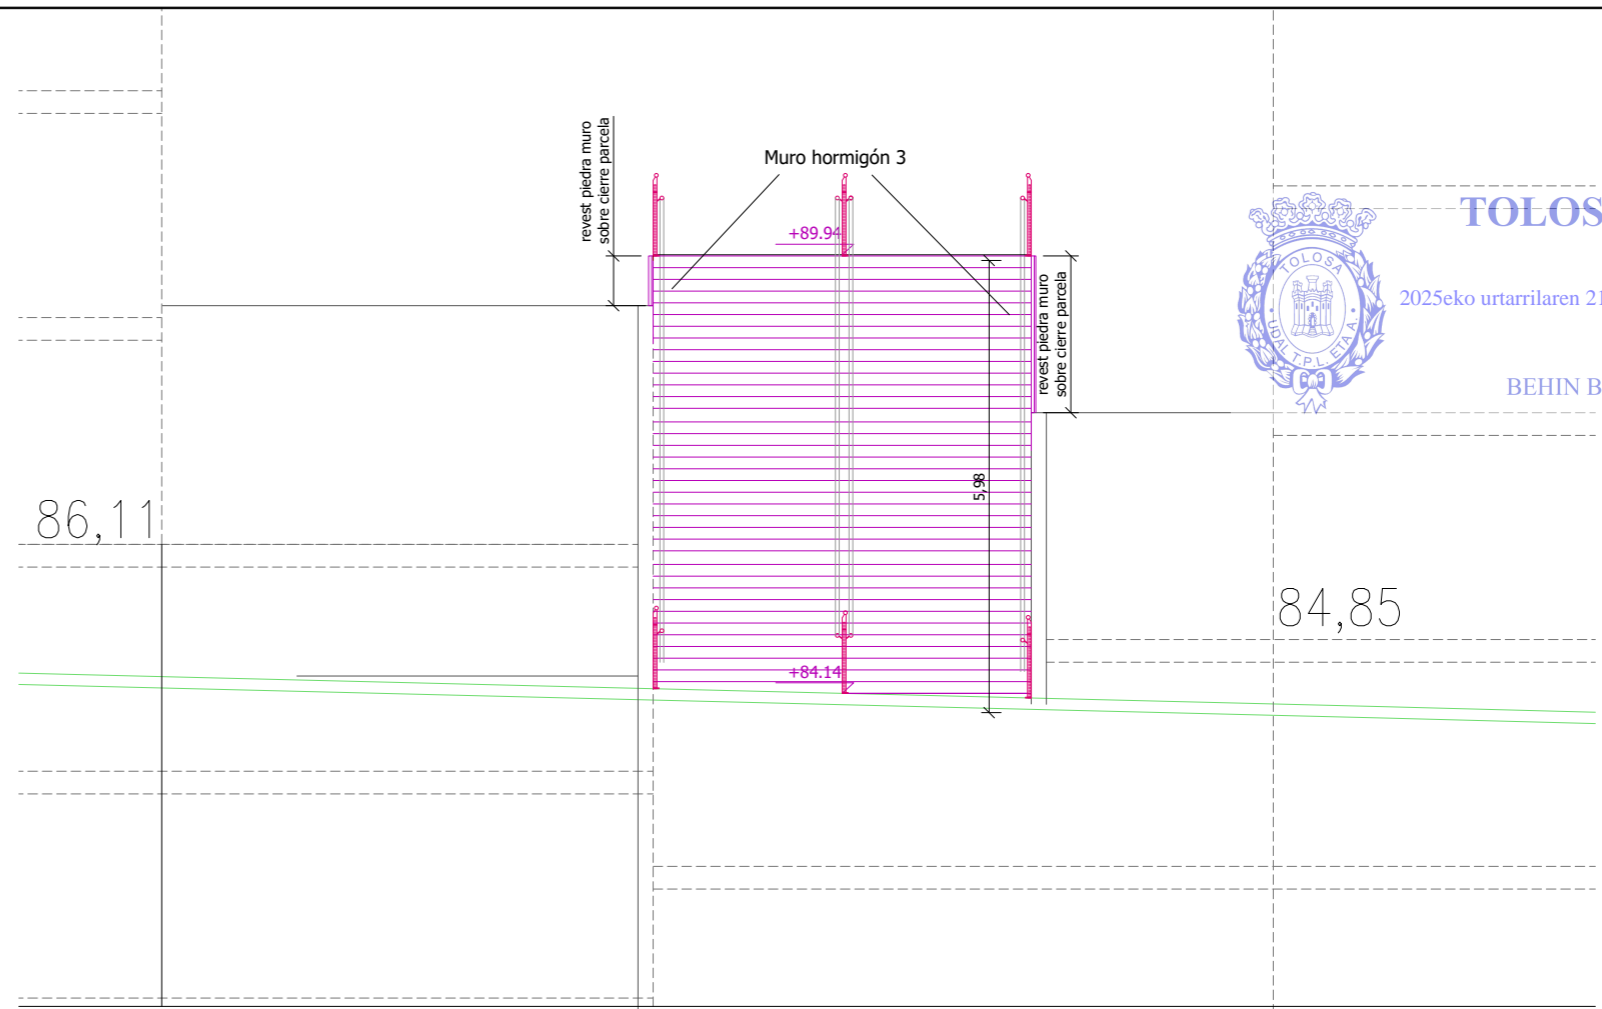 revest piedra muro
sobre cierre parcela
Muro hormigón 3
+89.94
revest piedra muro
sobre cierre parcela
TOLOS
TOLOSA
UDAL T.P.L. ETA A.
2025eko urtarrilaren 21
BEHIN B
5,98
86,11
84,85
+84.14